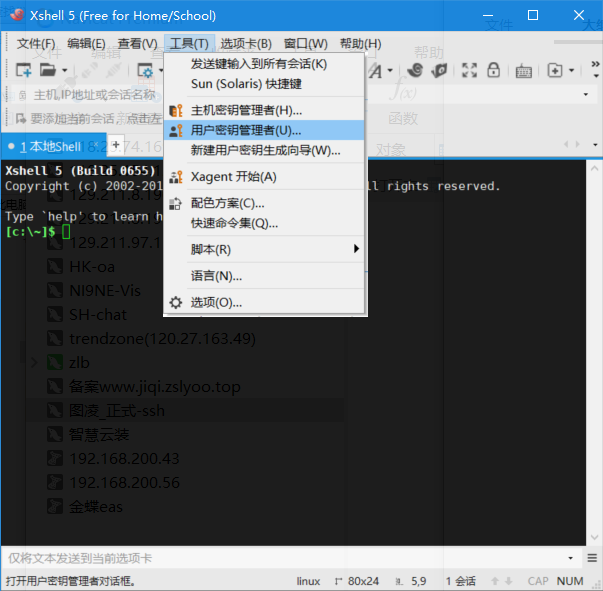 Xshell 5 (Free for Home/School)
文件(F) 编辑(E) 查看(V) 工具(T) 选项卡(B) 窗口(W) 帮助(H)
发送键输入到所有会话(K)
Sun (Solaris) 快捷键
主机密钥管理者(H)...
用户密钥管理者(U)...
新建用户密钥生成向导(W)...
Xagent 开始(A)
配色方案(C)...
快速命令集(Q)...
脚本(R)
语言(N)...
选项(O)...
主机,IP地址或会话名称
要添加当前会话，点击左
f(x)
函数
对象
文件
帮助
1 本地Shell +
Xshell 5 (Build 0655)
Copyright (c) 2002-201 ll rights reserved.
Type `help' to learn h
[c:\~]$
129.211.97.1
HK-oa
NI9NE-Vis
SH-chat
trendzone(120.27.163.49)
zlb
备案www.jiqi.zslyoo.top
图凌_正式-ssh
智慧云装
192.168.200.43
192.168.200.56
金蝶eas
仅将文本发送到当前选项卡
打开用户密钥管理者对话框。 linux 80x24 5,9 1 会话 CAP NUM